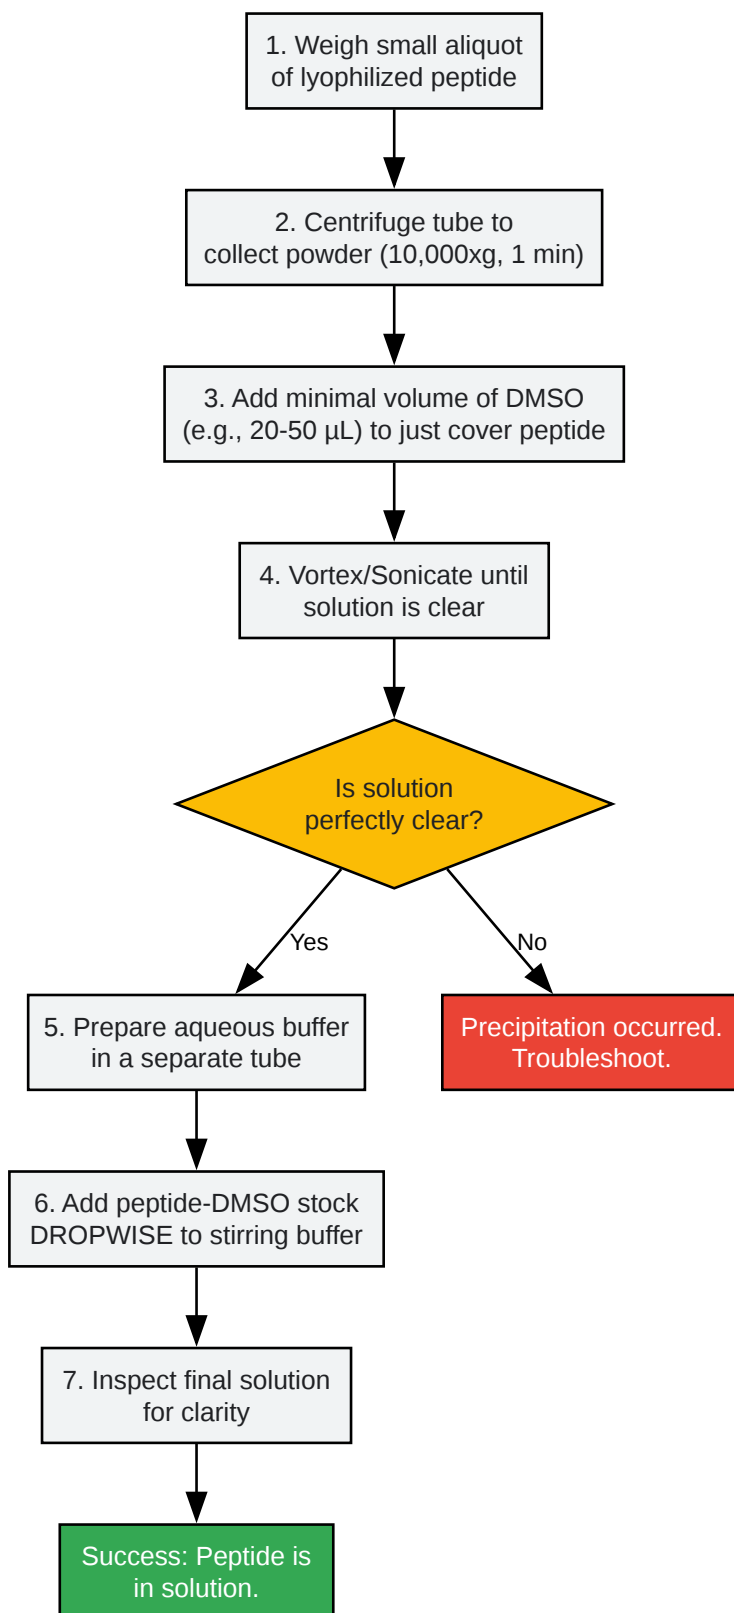 1. Weigh small aliquot
of lyophilized peptide
2. Centrifuge tube to
collect powder (10,000xg, 1 min)
3. Add minimal volume of DMSO
(e.g., 20-50 µL) to just cover peptide
4. Vortex/Sonicate until
solution is clear
Is solution
perfectly clear?
Yes
No
5. Prepare aqueous buffer
in a separate tube
Precipitation occurred.
Troubleshoot.
6. Add peptide-DMSO stock
DROPWISE to stirring buffer
7. Inspect final solution
for clarity
Success: Peptide is
in solution.